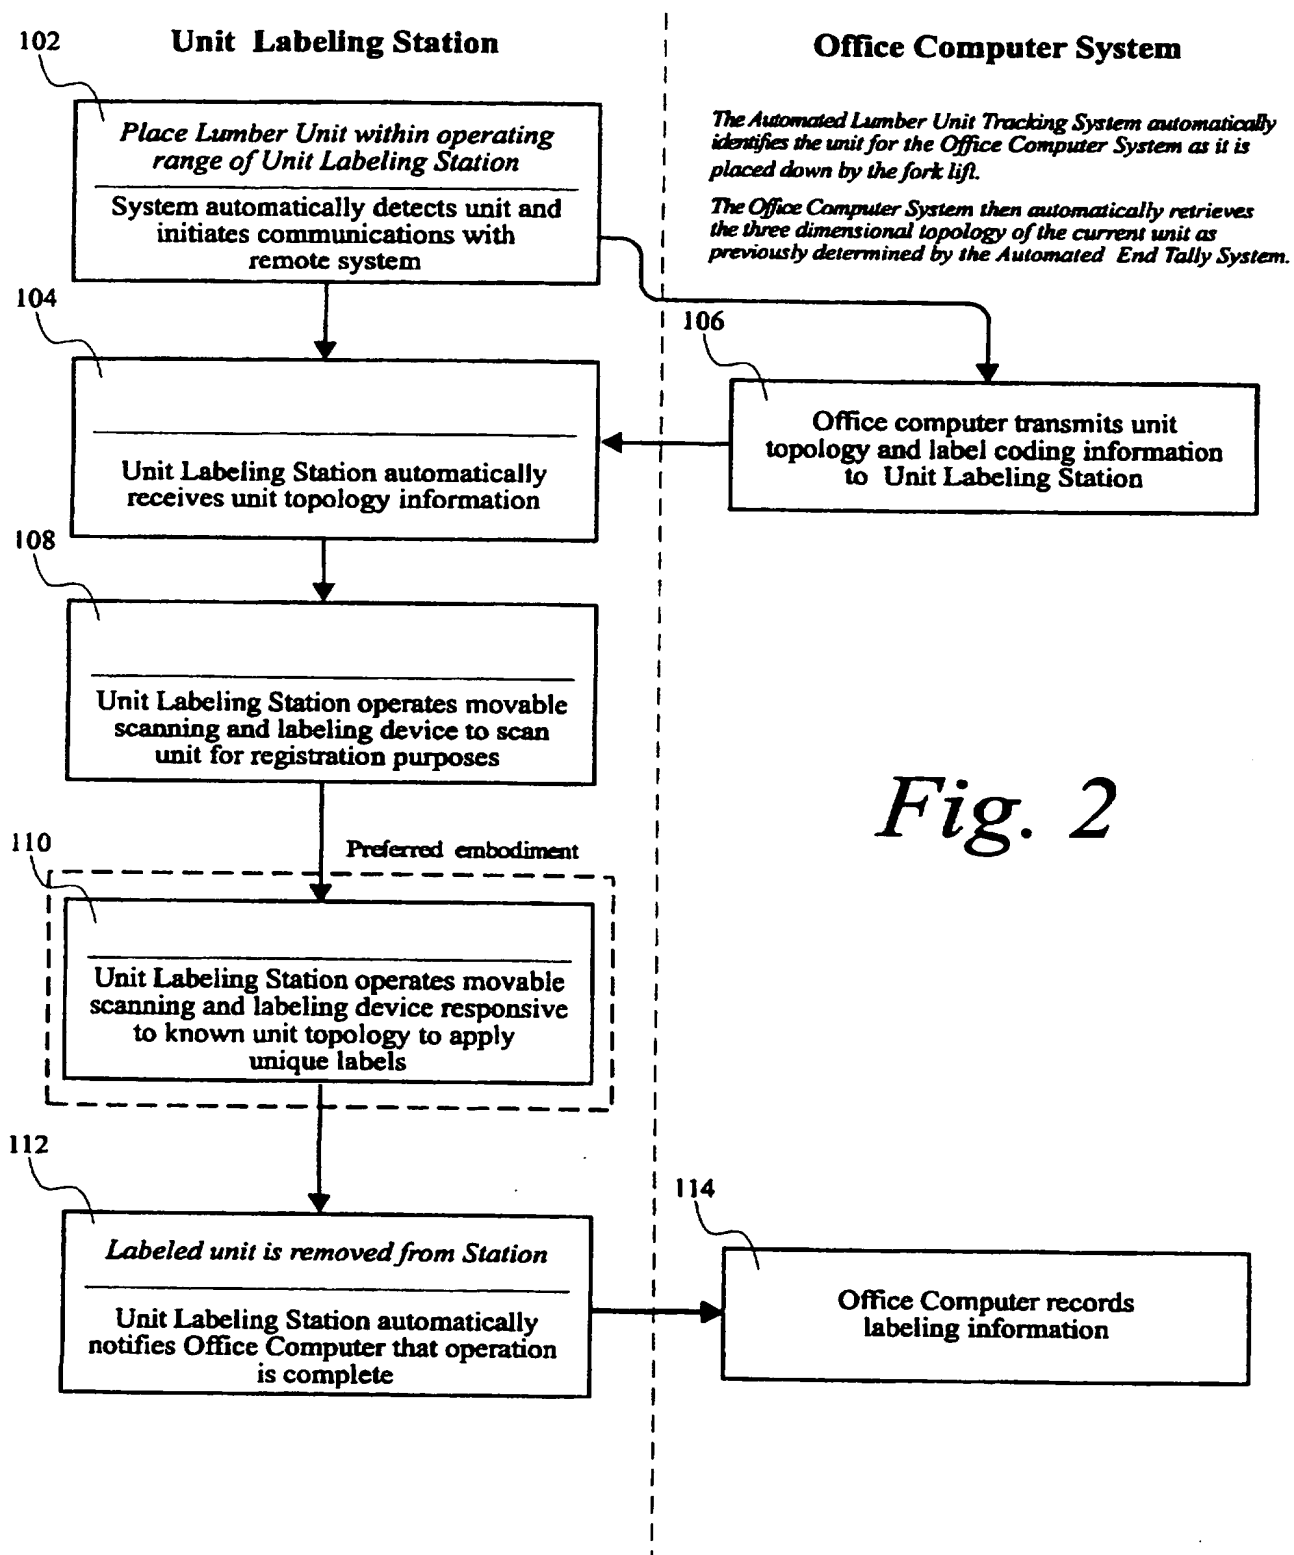 Unit Labeling Station
Office Computer System
102
Place Lumber Unit within operating
range of Unit Labeling Station
System automatically detects unit and
initiates communications with
remote system
The Automated Lumber Unit Tracking System automatically
identifies the unit for the Office Computer System as it is
placed down by the fork lift.
The Office Computer System then automatically retrieves
the three dimensional topology of the current unit as
previously determined by the Automated End Tally System.
104
Unit Labeling Station automatically
receives unit topology information
106
Office computer transmits unit
topology and label coding information
to Unit Labeling Station
108
Unit Labeling Station operates movable
scanning and labeling device to scan
unit for registration purposes
Fig. 2
110
Preferred embodiment
Unit Labeling Station operates movable
scanning and labeling device responsive
to known unit topology to apply
unique labels
112
Labeled unit is removed from Station
Unit Labeling Station automatically
notifies Office Computer that operation
is complete
114
Office Computer records
labeling information